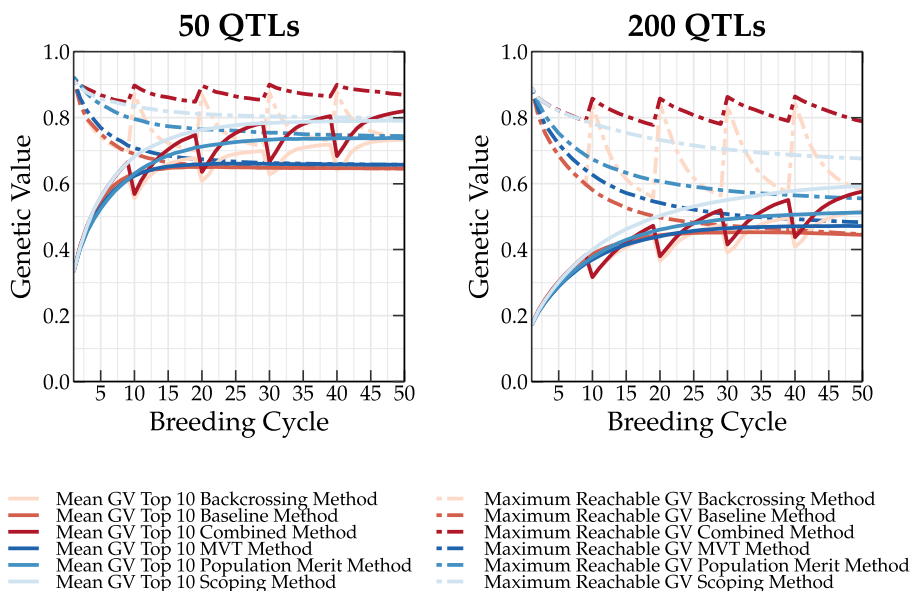 50 QTLs
1.0
0.8
0.6
0.4
0.2
0.0
Genetic Value
5 10 15 20 25 30 35 40 45 50
Breeding Cycle
200 QTLs
1.0
0.8
0.6
0.4
0.2
0.0
Genetic Value
5 10 15 20 25 30 35 40 45 50
Breeding Cycle
Mean GV Top 10 Backcrossing Method
Mean GV Top 10 Baseline Method
Mean GV Top 10 Combined Method
Mean GV Top 10 MVT Method
Mean GV Top 10 Population Merit Method
Mean GV Top 10 Scoping Method
Maximum Reachable GV Backcrossing Method
Maximum Reachable GV Baseline Method
Maximum Reachable GV Combined Method
Maximum Reachable GV MVT Method
Maximum Reachable GV Population Merit Method
Maximum Reachable GV Scoping Method